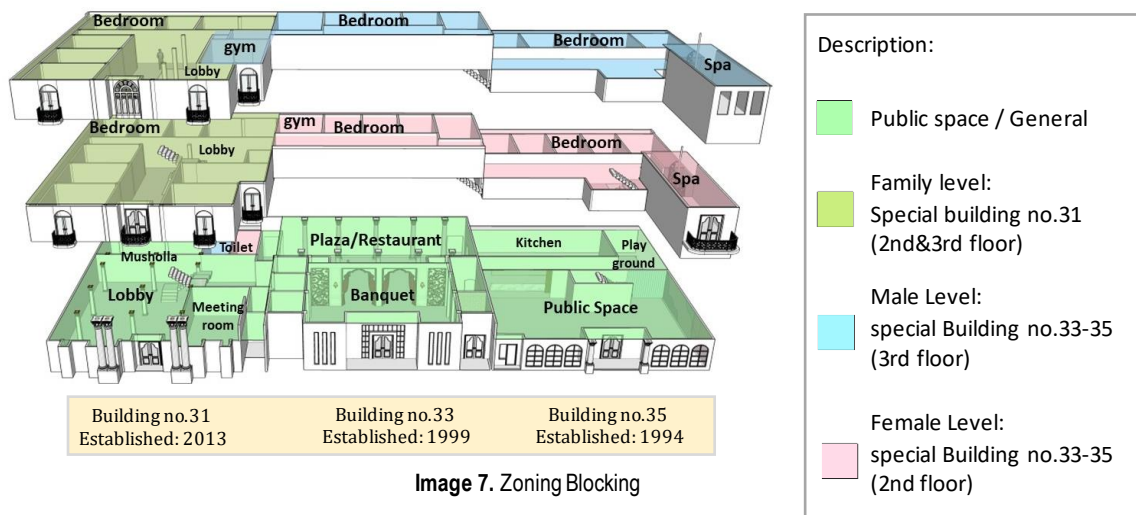 Bedroom
Bedroom
gym
Bedroom
Lobby
Spa
Bedroom
gym
Bedroom
Lobby
Bedroom
Spa
Toilet
Plaza/Restaurant
Kitchen
Play
ground
Musholla
Lobby
Meeting
room
Banquet
Public Space
Building no.31
Established: 2013
Building no.33
Established: 1999
Building no.35
Established: 1994
Image 7. Zoning Blocking
Description:
Public space / General
Family level:
Special building no.31
(2nd&3rd floor)
Male Level:
special Building no.33-35
(3rd floor)
Female Level:
special Building no.33-35
(2nd floor)